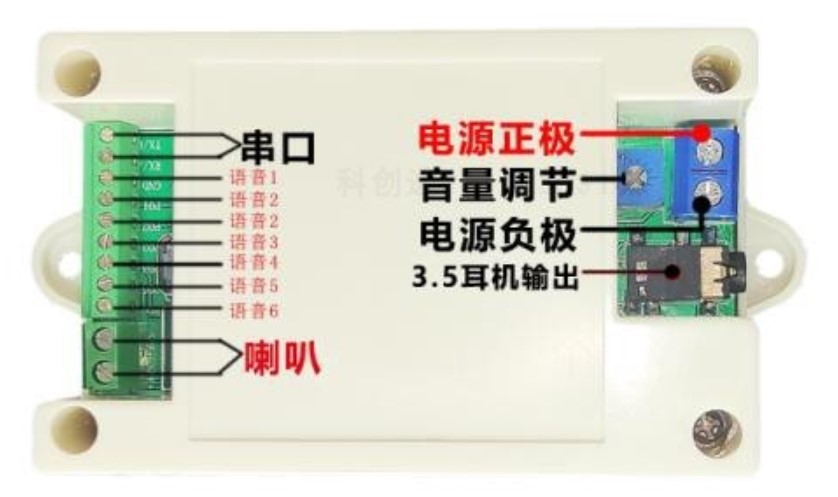 串口
语音1
语音2
语音2
语音3
语音4
语音5
语音6
喇叭
电源正极
音量调节
电源负极
3.5耳机输出
GND